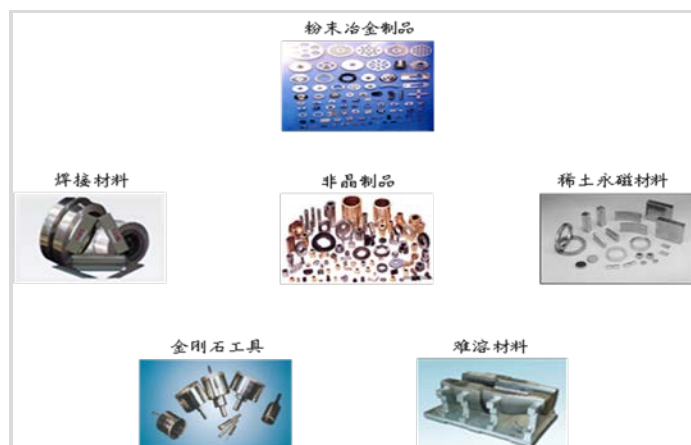 粉末冶金制品
焊接材料
非晶制品
稀土永磁材料
金刚石工具
难溶材料